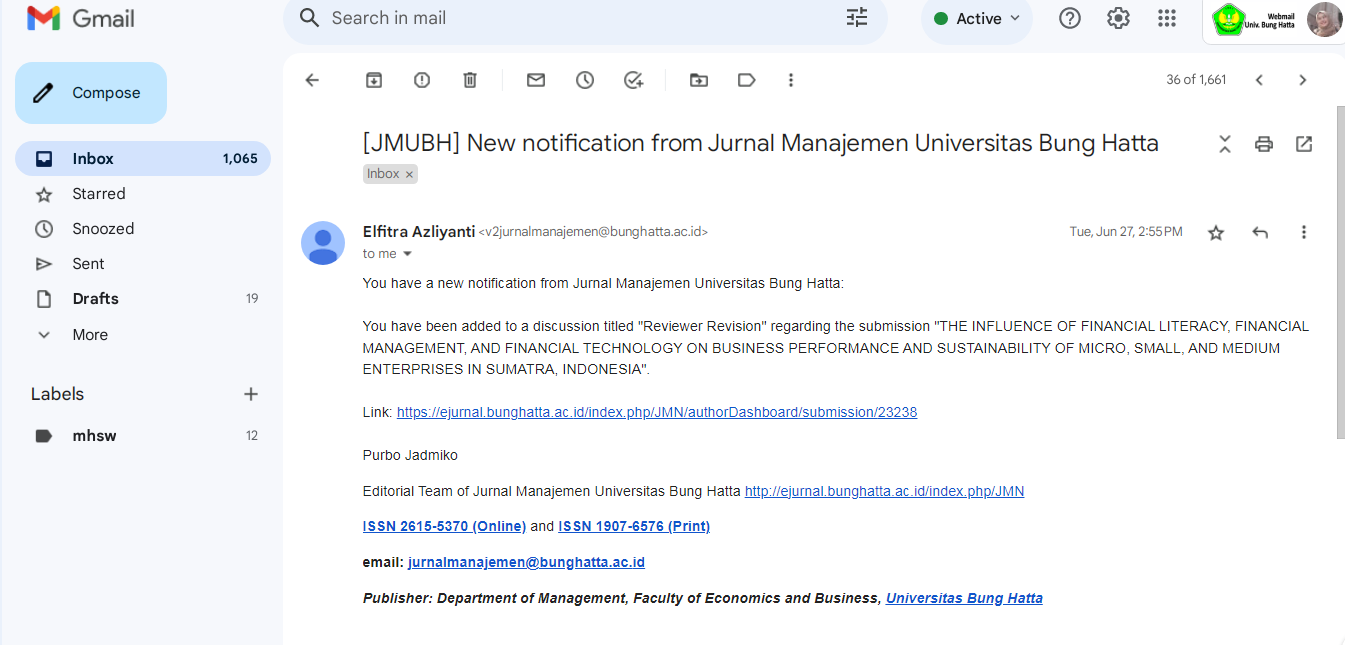 Gmail
Search in mail
Active
Webmail
Univ. Bung Hatta
Compose
36 of 1,661
Inbox 1,065
Starred
Snoozed
Sent
Drafts 19
More
Labels
mhsw 12
[JMUBH] New notification from Jurnal Manajemen Universitas Bung Hatta
Inbox ×
Elfitra Azliyanti <v2jurnalmanajemen@bunghatta.ac.id>
Tue, Jun 27, 2:55 PM
to me
You have a new notification from Jurnal Manajemen Universitas Bung Hatta:
You have been added to a discussion titled "Reviewer Revision" regarding the submission "THE INFLUENCE OF FINANCIAL LITERACY, FINANCIAL
MANAGEMENT, AND FINANCIAL TECHNOLOGY ON BUSINESS PERFORMANCE AND SUSTAINABILITY OF MICRO, SMALL, AND MEDIUM
ENTERPRISES IN SUMATRA, INDONESIA".
Link: https://ejurnal.bunghatta.ac.id/index.php/JMN/authorDashboard/submission/23238
Purbo Jadmiko
Editorial Team of Jurnal Manajemen Universitas Bung Hatta http://ejurnal.bunghatta.ac.id/index.php/JMN
ISSN 2615-5370 (Online) and ISSN 1907-6576 (Print)
email: jurnalmanajemen@bunghatta.ac.id
Publisher: Department of Management, Faculty of Economics and Business, Universitas Bung Hatta